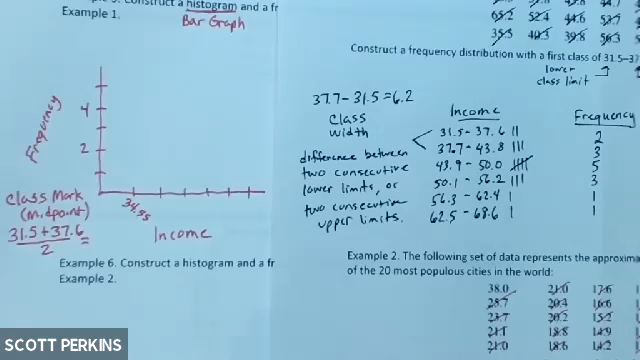 Construct a histogram and a fr
Example 1.
Bar Graph
Frequency
4
2
34.55
Class Mark
(Midpoint)
31.5+37.6 =
2
Income
Example 6. Construct a histogram and a fr
Example 2.
65.2 52.4 44.6 53.7
35.5 40.3 39.8 56.3
Construct a frequency distribution with a first class of 31.5–37
lower
class limit
37.7-31.5=6.2
Class
Width
difference between
two consecutive
lower limits, or
two consecutive
upper limits.
Income Frequency
31.5-37.6 || 2
37.7-43.8 ||| 3
43.9-50.0 5
50.1-56.2 ||| 3
56.3-62.4 | 1
62.5-68.6 | 1
Example 2. The following set of data represents the approxima
of the 20 most populous cities in the world:
38.0 21.0 17.6
25.7 20.4 16.6
23.7 20.2 15.2
21.1 18.8 14.9
21.0 18.6 14.2
SCOTT PERKINS